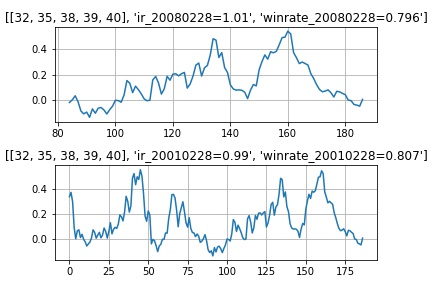 [[32, 35, 38, 39, 40], 'ir_20080228=1.01', 'winrate_20080228=0.796']
0.4
0.2
0.0
80 100 120 140 160 180
[[32, 35, 38, 39, 40], 'ir_20010228=0.99', 'winrate_20010228=0.807']
0.4
0.2
0.0
0 25 50 75 100 125 150 175